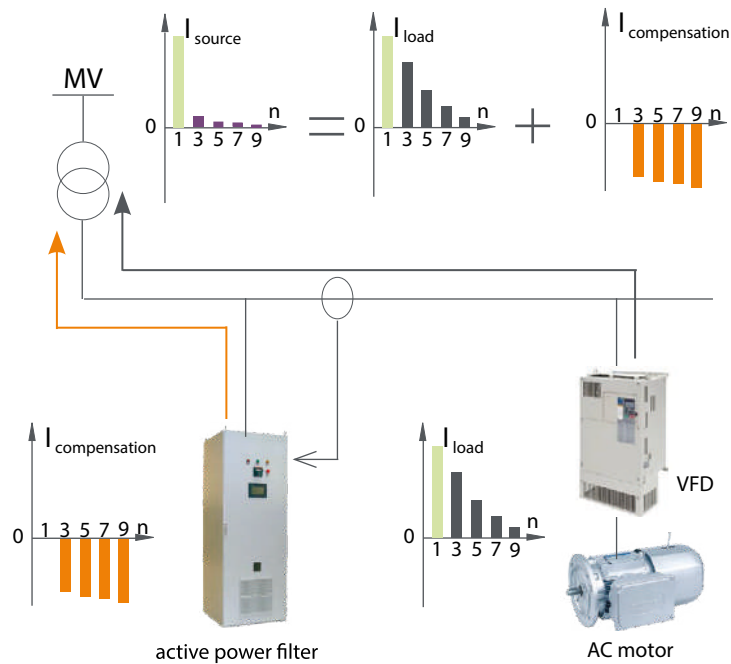 I source
I load
I compensation
MV
n
n
n
0
0
0
1 3 5 7 9
1 3 5 7 9
1 3 5 7 9
=
+
I compensation
I load
VFD
0
1 3 5 7 9 n
0
n
1 3 5 7 9
active power filter
AC motor